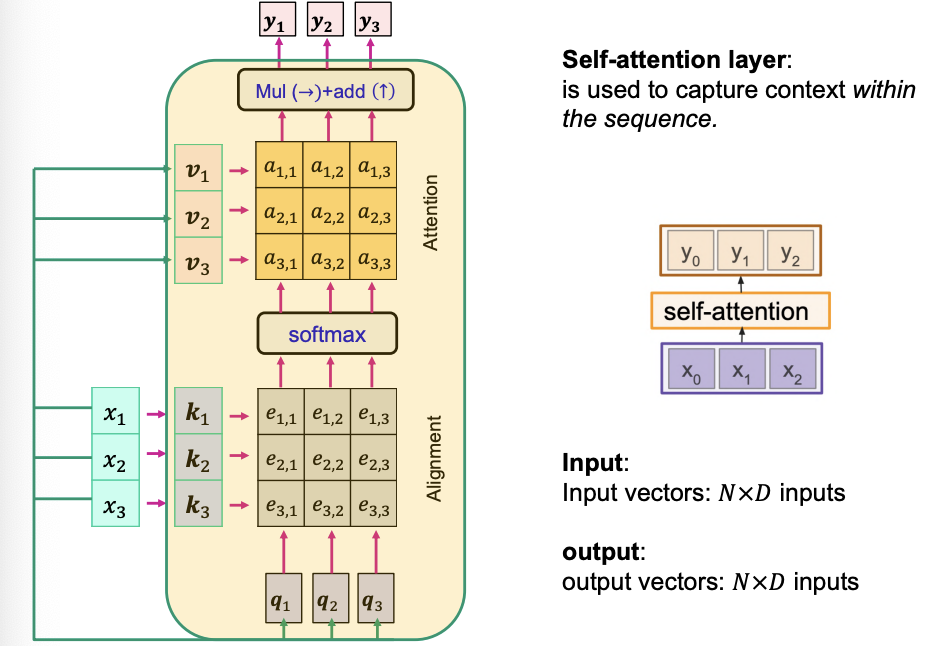 y₁ y₂ y₃
Mul (→)+add (↑)
v₁ a₁,₁ a₁,₂ a₁,₃
v₂ a₂,₁ a₂,₂ a₂,₃
v₃ a₃,₁ a₃,₂ a₃,₃
Attention
softmax
x₁ k₁ e₁,₁ e₁,₂ e₁,₃
x₂ k₂ e₂,₁ e₂,₂ e₂,₃
x₃ k₃ e₃,₁ e₃,₂ e₃,₃
Alignment
q₁ q₂ q₃
Self-attention layer:
is used to capture context within
the sequence.
y₀ y₁ y₂
self-attention
x₀ x₁ x₂
Input:
Input vectors: N×D inputs
output:
output vectors: N×D inputs